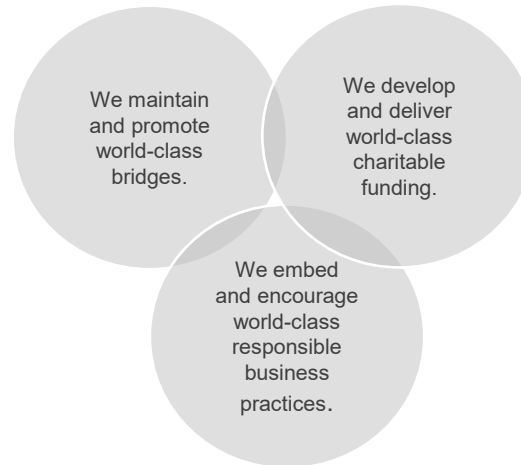 We maintain
and promote
world-class
bridges.
We develop
and deliver
world-class
charitable
funding.
We embed
and encourage
world-class
responsible
business
practices.